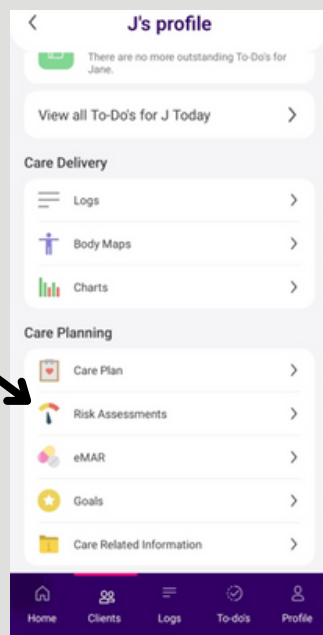 J's profile
There are no more outstanding To-Do's for
Jane.
View all To-Do's for J Today
Care Delivery
Logs
Body Maps
Charts
Care Planning
Care Plan
Risk Assessments
eMAR
Goals
Care Related Information
Home Clients Logs To-do's Profile